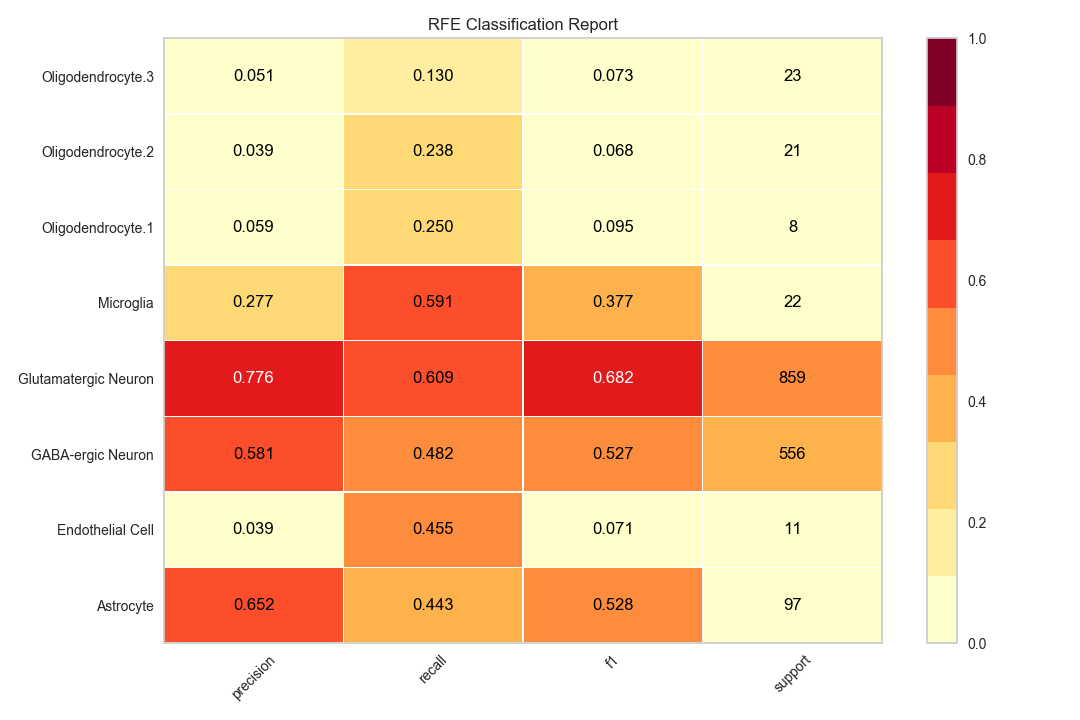 RFE Classification Report
Oligodendrocyte.3 0.051 0.130 0.073 23
Oligodendrocyte.2 0.039 0.238 0.068 21
Oligodendrocyte.1 0.059 0.250 0.095 8
Microglia 0.277 0.591 0.377 22
Glutamatergic Neuron 0.776 0.609 0.682 859
GABA-ergic Neuron 0.581 0.482 0.527 556
Endothelial Cell 0.039 0.455 0.071 11
Astrocyte 0.652 0.443 0.528 97
precision recall f1 support
1.0
0.8
0.6
0.4
0.2
0.0